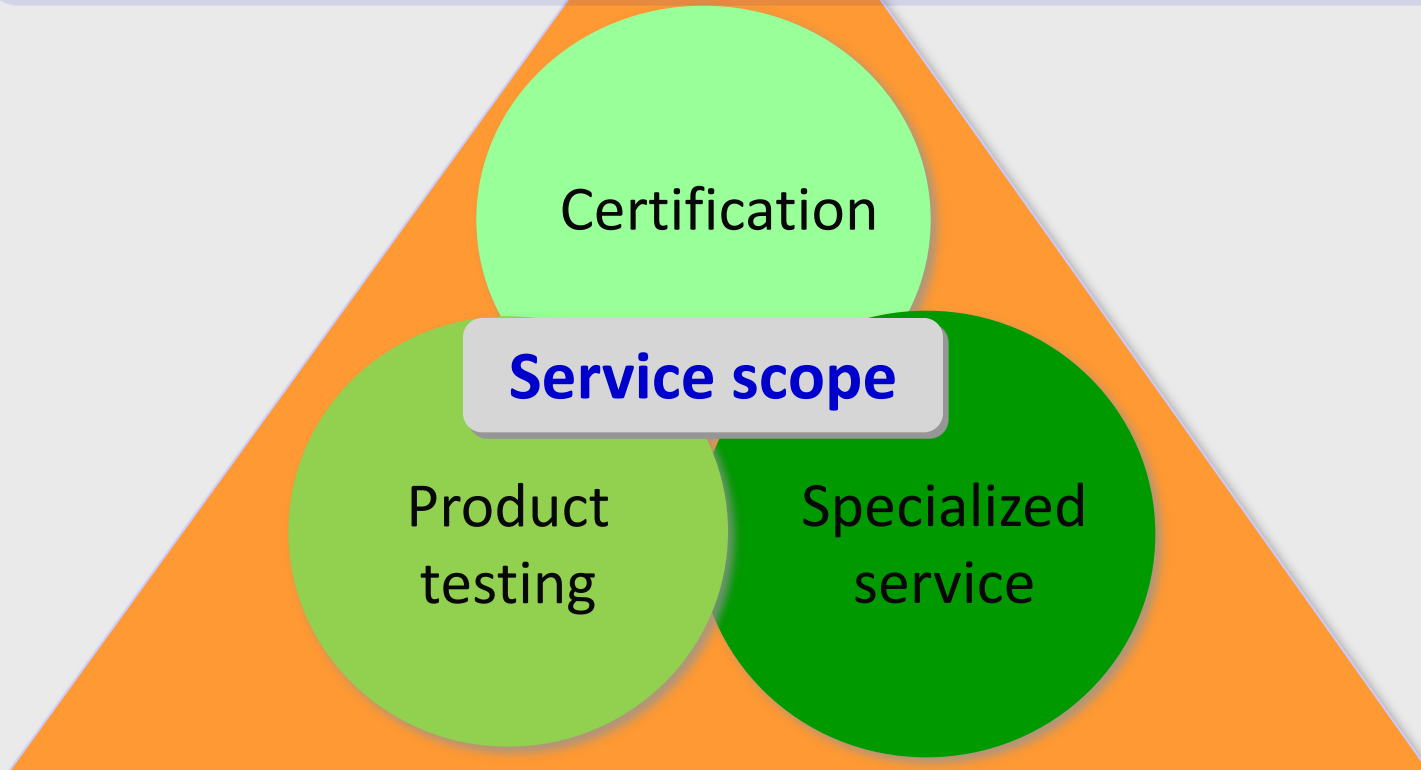 Certification
Service scope
Product
testing
Specialized
service